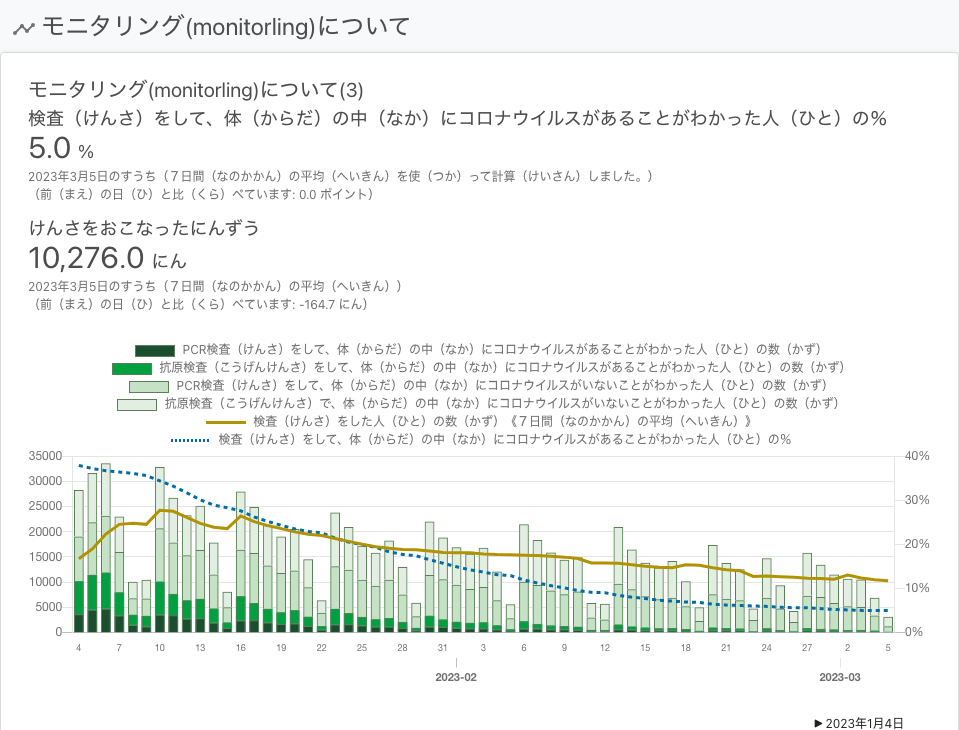 モニタリング(monitorling)について
モニタリング(monitorling)について(3)
検査（けんさ）をして、体（からだ）の中（なか）にコロナウイルスがあることがわかった人（ひと）の%
5.0 %
2023年3月5日のすうち（７日間（なのかかん）の平均（へいきん）を使（つか）って計算（けいさん）しました。）
（前（まえ）の日（ひ）と比（くら）べています: 0.0 ポイント）
けんさをおこなったにんずう
10,276.0 にん
2023年3月5日のすうち（７日間（なのかかん）の平均（へいきん））
（前（まえ）の日（ひ）と比（くら）べています: -164.7 にん）
PCR検査（けんさ）をして、体（からだ）の中（なか）にコロナウイルスがあることがわかった人（ひと）の数（かず）
抗原検査（こうげんけんさ）をして、体（からだ）の中（なか）にコロナウイルスがあることがわかった人（ひと）の数（かず）
PCR検査（けんさ）をして、体（からだ）の中（なか）にコロナウイルスがいないことがわかった人（ひと）の数（かず）
抗原検査（こうげんけんさ）で、体（からだ）の中（なか）にコロナウイルスがいないことがわかった人（ひと）の数（かず）
検査（けんさ）をした人（ひと）の数（かず）《７日間（なのかかん）の平均（へいきん）》
検査（けんさ）をして、体（からだ）の中（なか）にコロナウイルスがあることがわかった人（ひと）の%
35000 40%
30000
25000 30%
20000
15000 20%
10000 10%
5000
0 0%
4 7 10 13 16 19 22 25 28 31 3 6 9 12 15 18 21 24 27 2 5
2023-02 2023-03
▶2023年1月4日